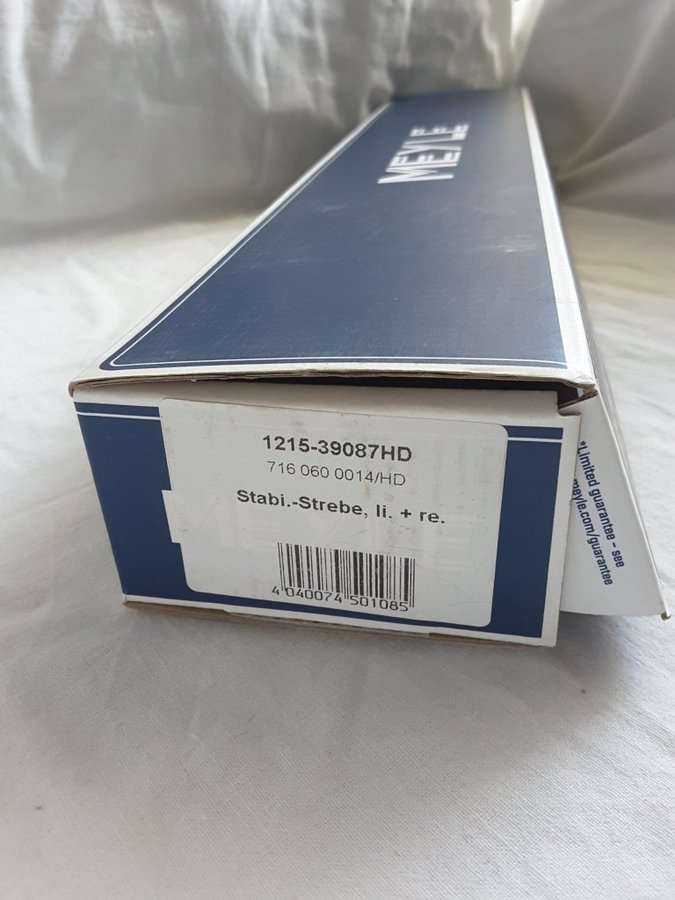 MEYLE
1215-39087HD
716 060 0014/HD
Stabi.-Strebe, li. + re.
4 040074 501085
*Limited guarantee - see
meyle.com/guarantee